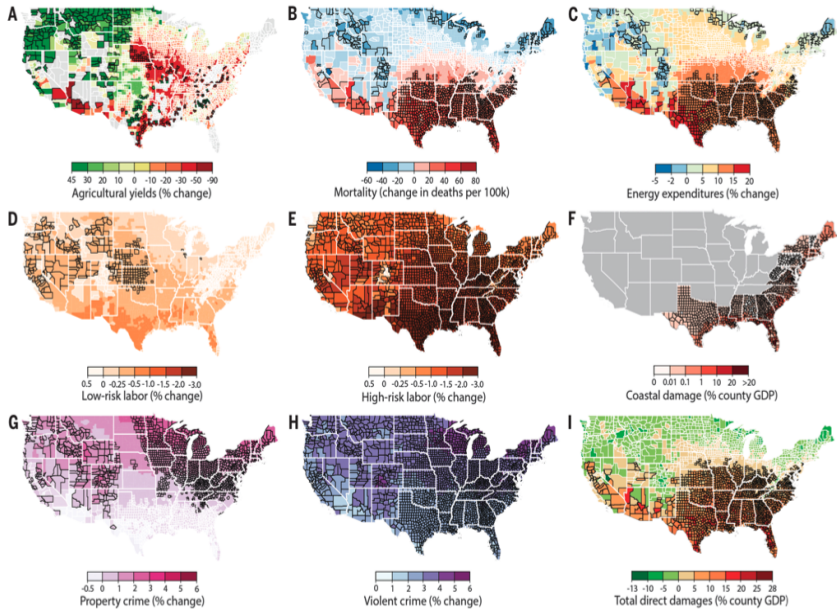 A
45 30 20 10 0 -10 -20 -30 -50 -90
Agricultural yields (% change)
B
-60 -40 -20 0 20 40 60 80
Mortality (change in deaths per 100k)
C
-5 -2 0 5 10 15 20
Energy expenditures (% change)
D
0.5 0 -0.25 -0.5 -1.0 -1.5 -2.0 -3.0
Low-risk labor (% change)
E
0.5 0 -0.25 -0.5 -1.0 -1.5 -2.0 -3.0
High-risk labor (% change)
F
0 0.01 0.1 1 10 20 >20
Coastal damage (% county GDP)
G
-0.5 0 1 2 3 4 5 6
Property crime (% change)
H
0 1 2 3 4 5 6
Violent crime (% change)
I
-13 -10 -5 0 5 10 15 20 25 28
Total direct damages (% county GDP)